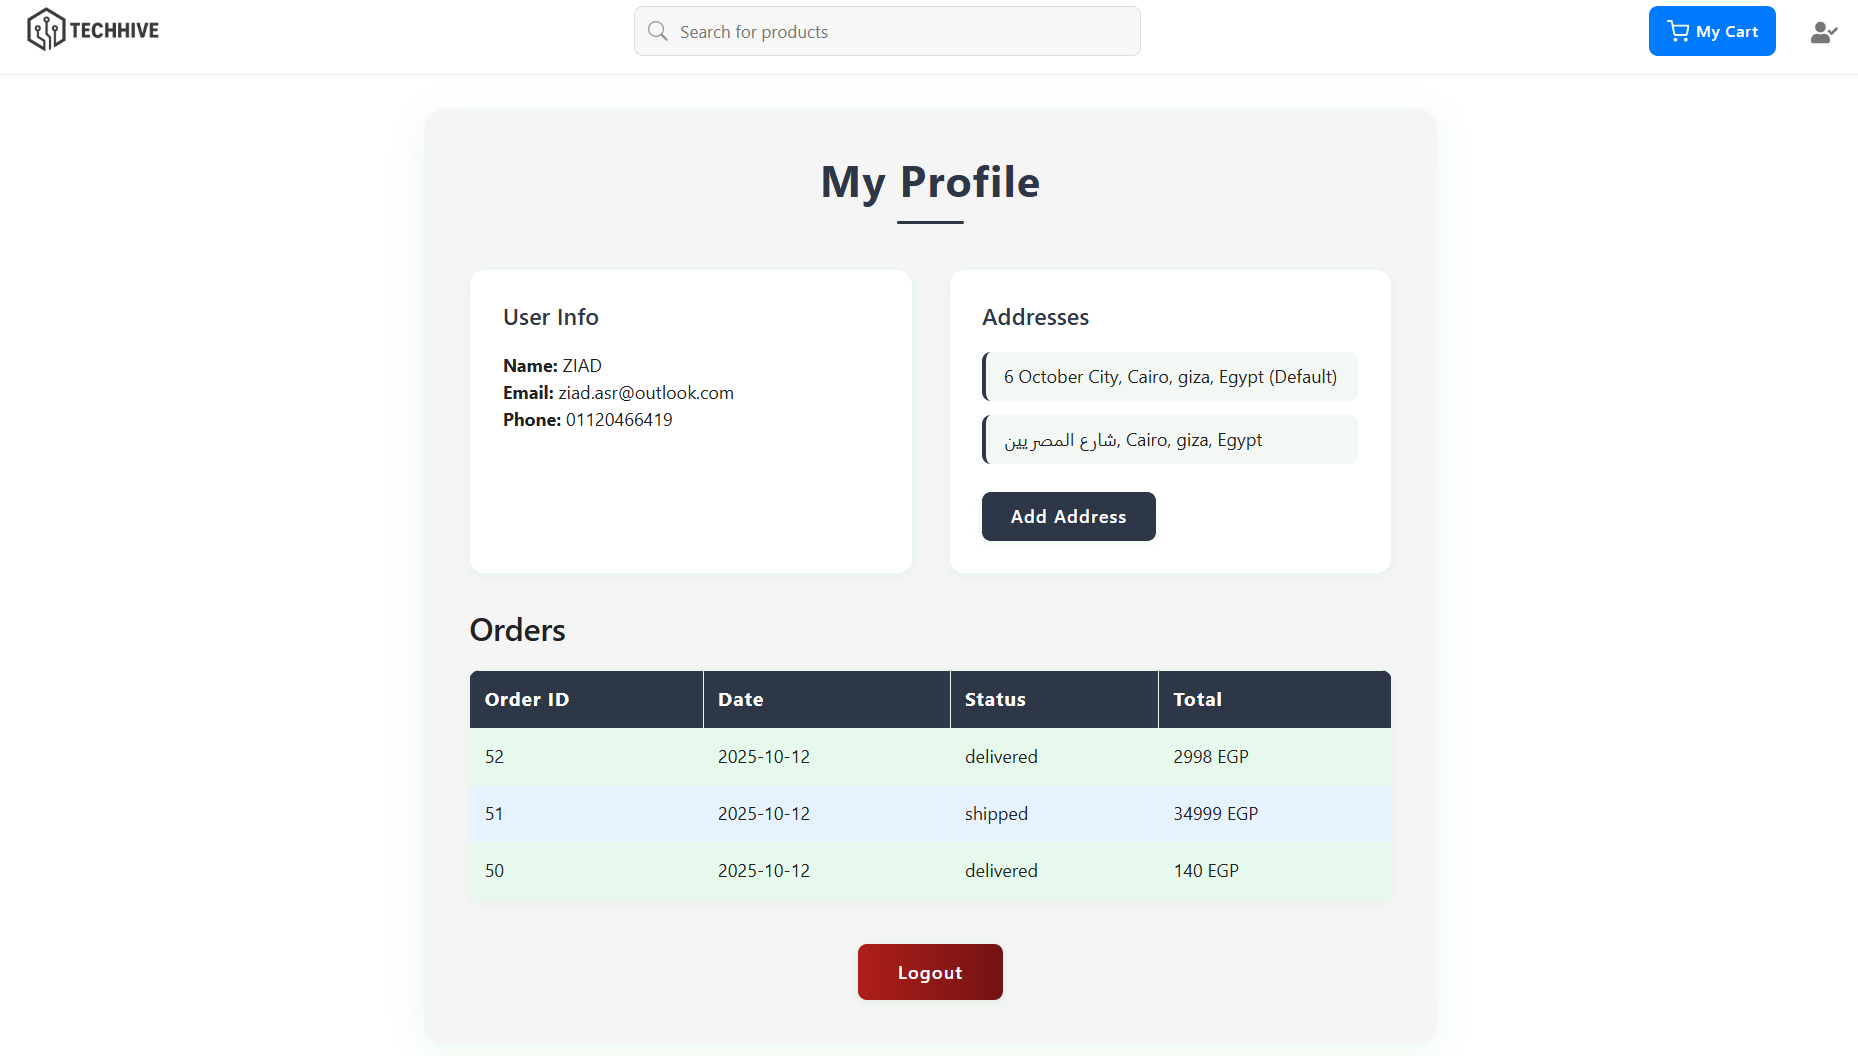 TECHHIVE
Search for products
My Cart
My Profile
User Info
Name: ZIAD
Email: ziad.asr@outlook.com
Phone: 01120466419
Addresses
6 October City, Cairo, giza, Egypt (Default)
شارع المصريين, Cairo, giza, Egypt
Add Address
Orders
Order ID Date Status Total
52 2025-10-12 delivered 2998 EGP
51 2025-10-12 shipped 34999 EGP
50 2025-10-12 delivered 140 EGP
Logout